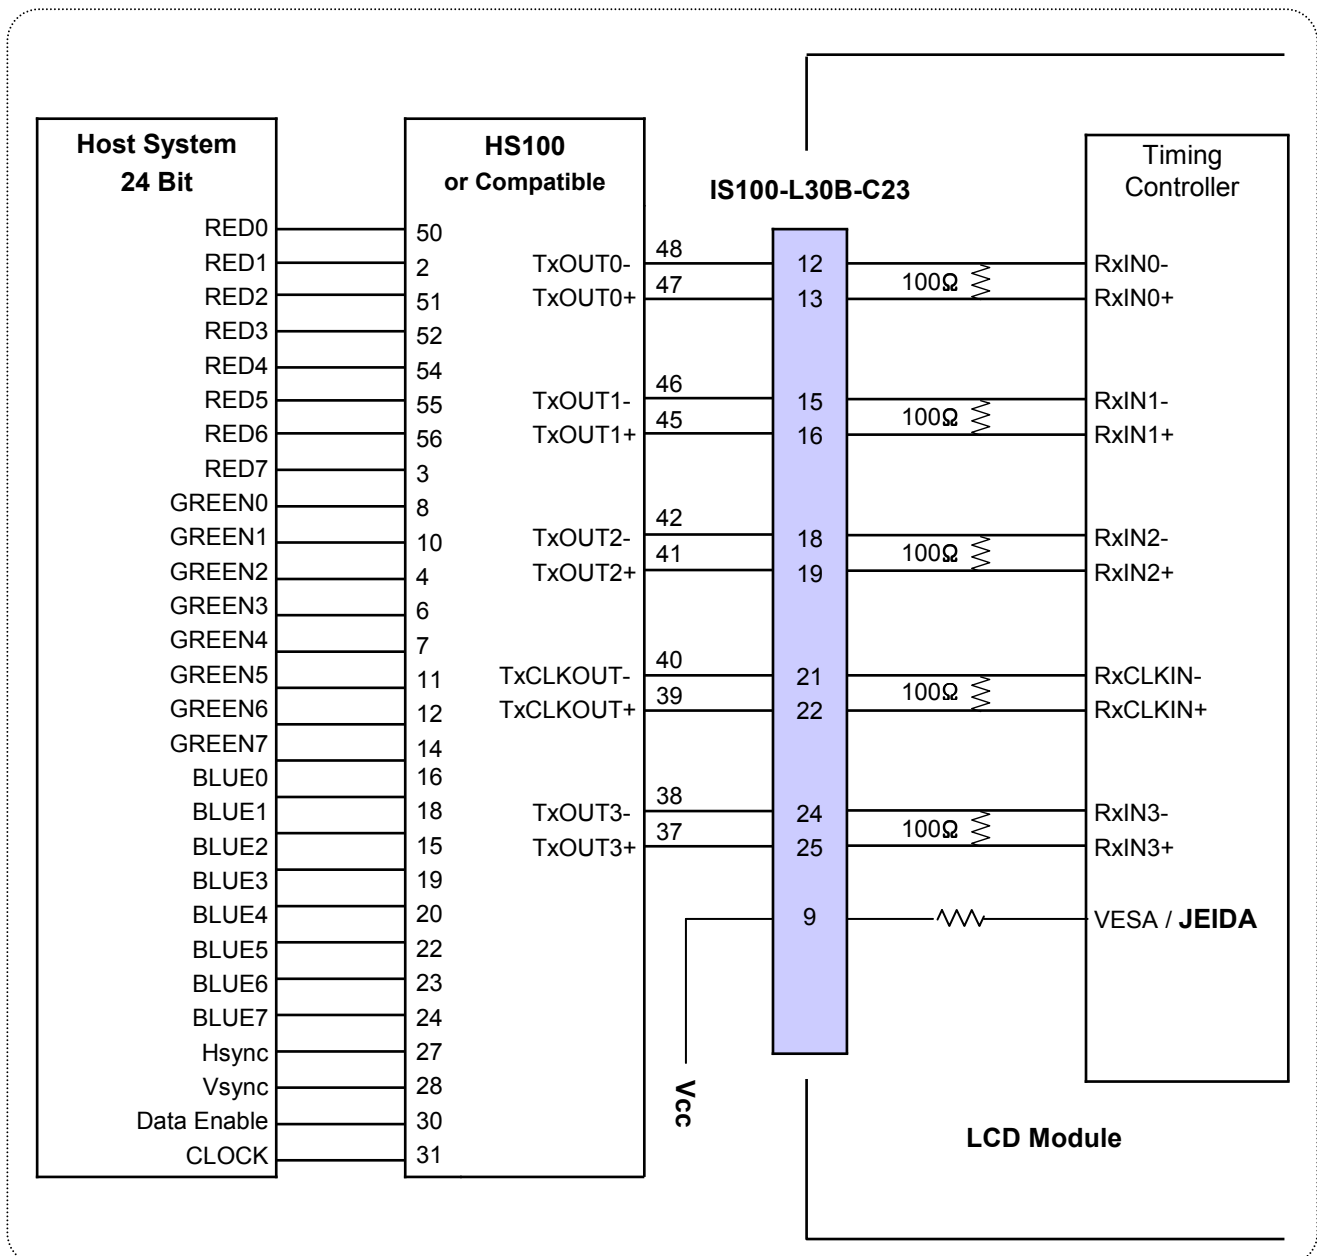 Host System
24 Bit
RED0
RED1
RED2
RED3
RED4
RED5
RED6
RED7
GREEN0
GREEN1
GREEN2
GREEN3
GREEN4
GREEN5
GREEN6
GREEN7
BLUE0
BLUE1
BLUE2
BLUE3
BLUE4
BLUE5
BLUE6
BLUE7
Hsync
Vsync
Data Enable
CLOCK
HS100
or Compatible
50
2
51
52
54
55
56
3
8
10
4
6
7
11
12
14
16
18
15
19
20
22
23
24
27
28
30
31
TxOUT0- 48
TxOUT0+ 47
TxOUT1- 46
TxOUT1+ 45
TxOUT2- 42
TxOUT2+ 41
TxCLKOUT- 40
TxCLKOUT+ 39
TxOUT3- 38
TxOUT3+ 37
Vcc
IS100-L30B-C23
12
13
15
16
18
19
21
22
24
25
9
100Ω
100Ω
100Ω
100Ω
100Ω
Timing
Controller
RxIN0-
RxIN0+
RxIN1-
RxIN1+
RxIN2-
RxIN2+
RxCLKIN-
RxCLKIN+
RxIN3-
RxIN3+
VESA / JEIDA
LCD Module